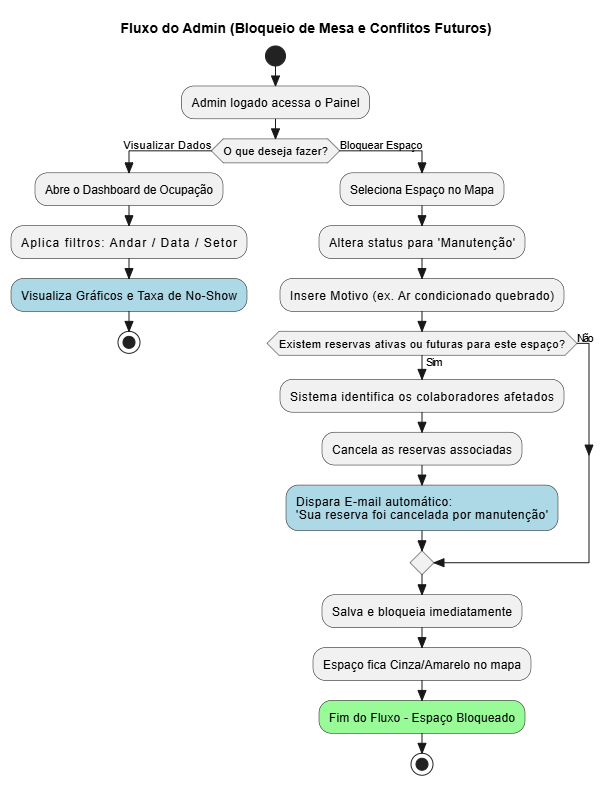 Fluxo do Admin (Bloqueio de Mesa e Conflitos Futuros)
Admin logado acessa o Painel
O que deseja fazer?
Visualizar Dados
Bloquear Espaço
Abre o Dashboard de Ocupação
Aplica filtros: Andar / Data / Setor
Visualiza Gráficos e Taxa de No-Show
Seleciona Espaço no Mapa
Altera status para 'Manutenção'
Insere Motivo (ex. Ar condicionado quebrado)
Existem reservas ativas ou futuras para este espaço?
Não
Sim
Sistema identifica os colaboradores afetados
Cancela as reservas associadas
Dispara E-mail automático:
'Sua reserva foi cancelada por manutenção'
Salva e bloqueia imediatamente
Espaço fica Cinza/Amarelo no mapa
Fim do Fluxo - Espaço Bloqueado